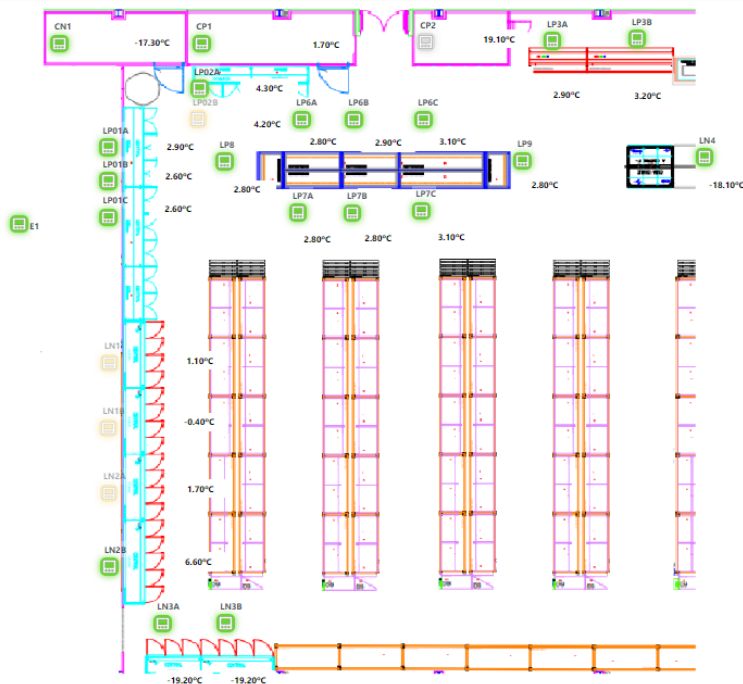 CN1
-17.30°C
CP1
1.70°C
CP2
19.10°C
LP3A
LP3B
LP02A
4.30°C
2.90°C
3.20°C
LP02B
4.20°C
LP6A
LP6B
LP6C
LP01A
2.90°C
LP8
2.80°C
2.90°C
3.10°C
LP9
LN4
LP01B
2.60°C
2.80°C
2.80°C
-18.10°C
LP01C
2.60°C
LP7A
LP7B
LP7C
E1
2.80°C
2.80°C
3.10°C
1.10°C
LN1B
-0.40°C
LN2A
1.70°C
LN2B
6.60°C
LN3A
LN3B
-19.20°C
-19.20°C